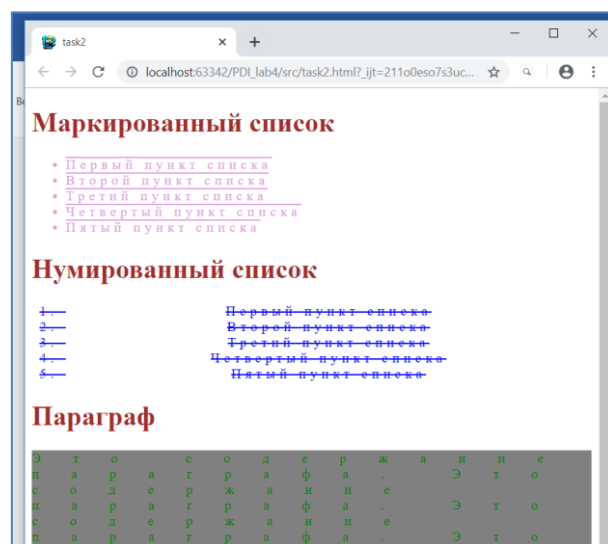 task2
localhost:63342/PDI_lab4/src/task2.html?_ijt=211o0eso7s3uc...
Маркированный список
• Первый пункт списка
• Второй пункт списка
• Третий пункт списка
• Четвертый пункт списка
• Пятый пункт списка
Нумированный список
1. Первый пункт списка
2. Второй пункт списка
3. Третий пункт списка
4. Четвертый пункт списка
5. Пятый пункт списка
Параграф
Это содержание
параграфа. Это
содержание
параграфа. Это
содержание
параграфа. Это